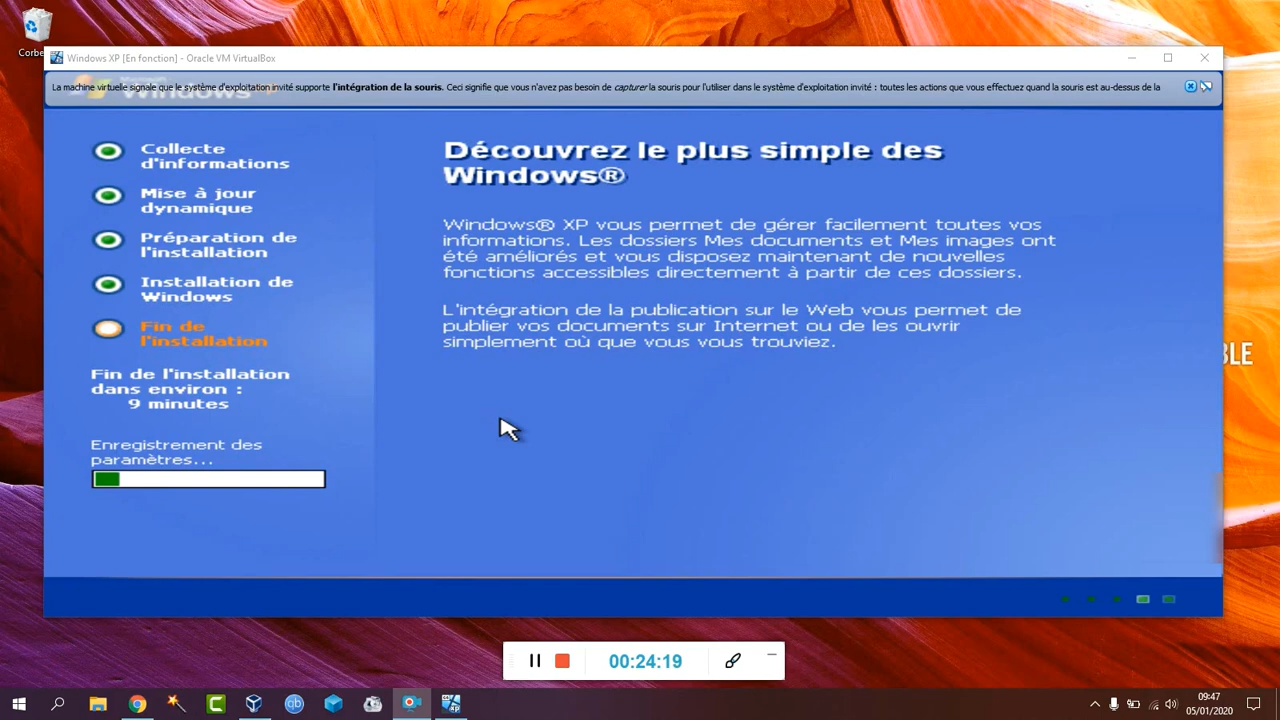 Corbe
Windows XP [En fonction] - Oracle VM VirtualBox
Windows
La machine virtuelle signale que le système d'exploitation invité supporte l'intégration de la souris. Ceci signifie que vous n'avez pas besoin de capturer la souris pour l'utiliser dans le système d'exploitation invité : toutes les actions que vous effectuez quand la souris est au-dessus de la
Collecte
d'informations
Mise à jour
dynamique
Préparation de
l'installation
Installation de
Windows
Fin de
l'installation
Fin de l'installation
dans environ :
9 minutes
Enregistrement des
paramètres...
Découvrez le plus simple des
Windows®
Windows® XP vous permet de gérer facilement toutes vos
informations. Les dossiers Mes documents et Mes images ont
été améliorés et vous disposez maintenant de nouvelles
fonctions accessibles directement à partir de ces dossiers.
L'intégration de la publication sur le Web vous permet de
publier vos documents sur Internet ou de les ouvrir
simplement où que vous vous trouviez.
BLE
00:24:19
09:47
05/01/2020